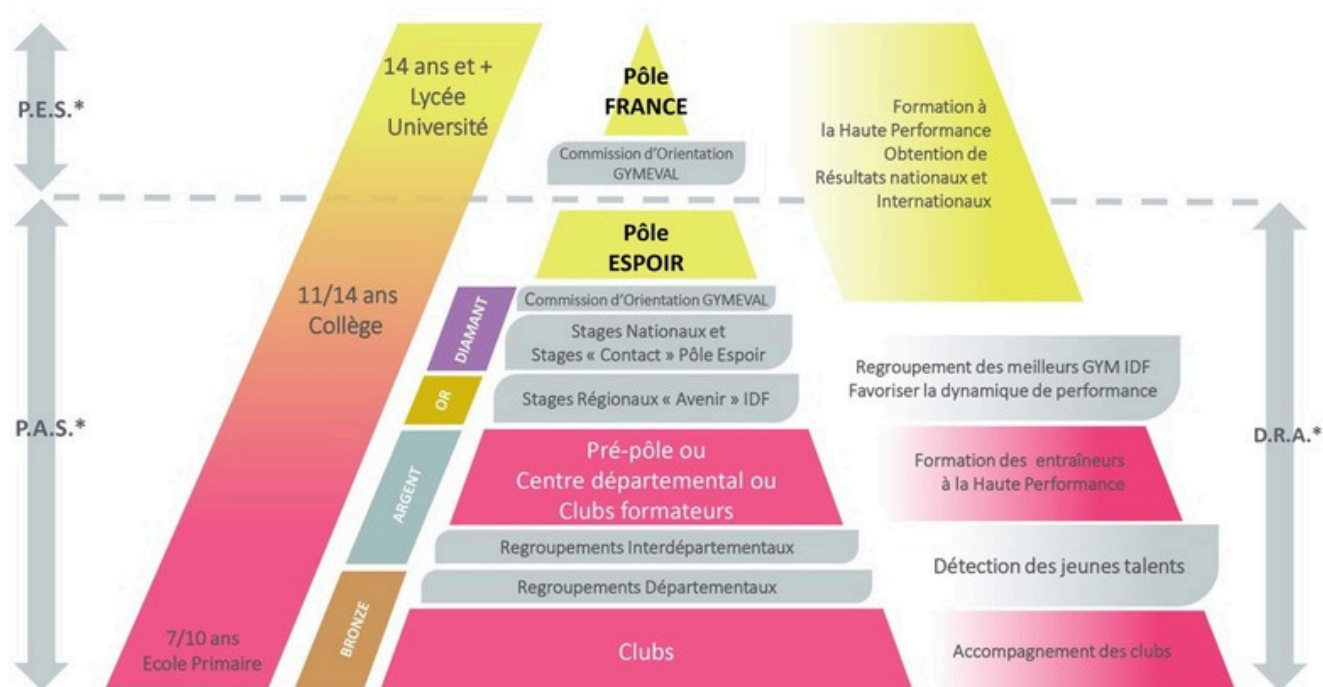 P.E.S.*
14 ans et +
Lycée
Université
Pôle
FRANCE
Commission d'Orientation
GYMEVAL
Formation à
la Haute Performance
Obtention de
Résultats nationaux et
Internationaux
P.A.S.*
11/14 ans
Collège
7/10 ans
Ecole Primaire
DIAMANT
OR
ARGENT
BRONZE
Pôle
ESPOIR
Commission d'Orientation GYMEVAL
Stages Nationaux et
Stages « Contact » Pôle Espoir
Stages Régionaux « Avenir » IDF
Pré-pôle ou
Centre départemental ou
Clubs formateurs
Regroupements Interdépartementaux
Regroupements Départementaux
Clubs
Regroupement des meilleurs GYM IDF
Favoriser la dynamique de performance
Formation des entraîneurs
à la Haute Performance
Détection des jeunes talents
Accompagnement des clubs
D.R.A.*